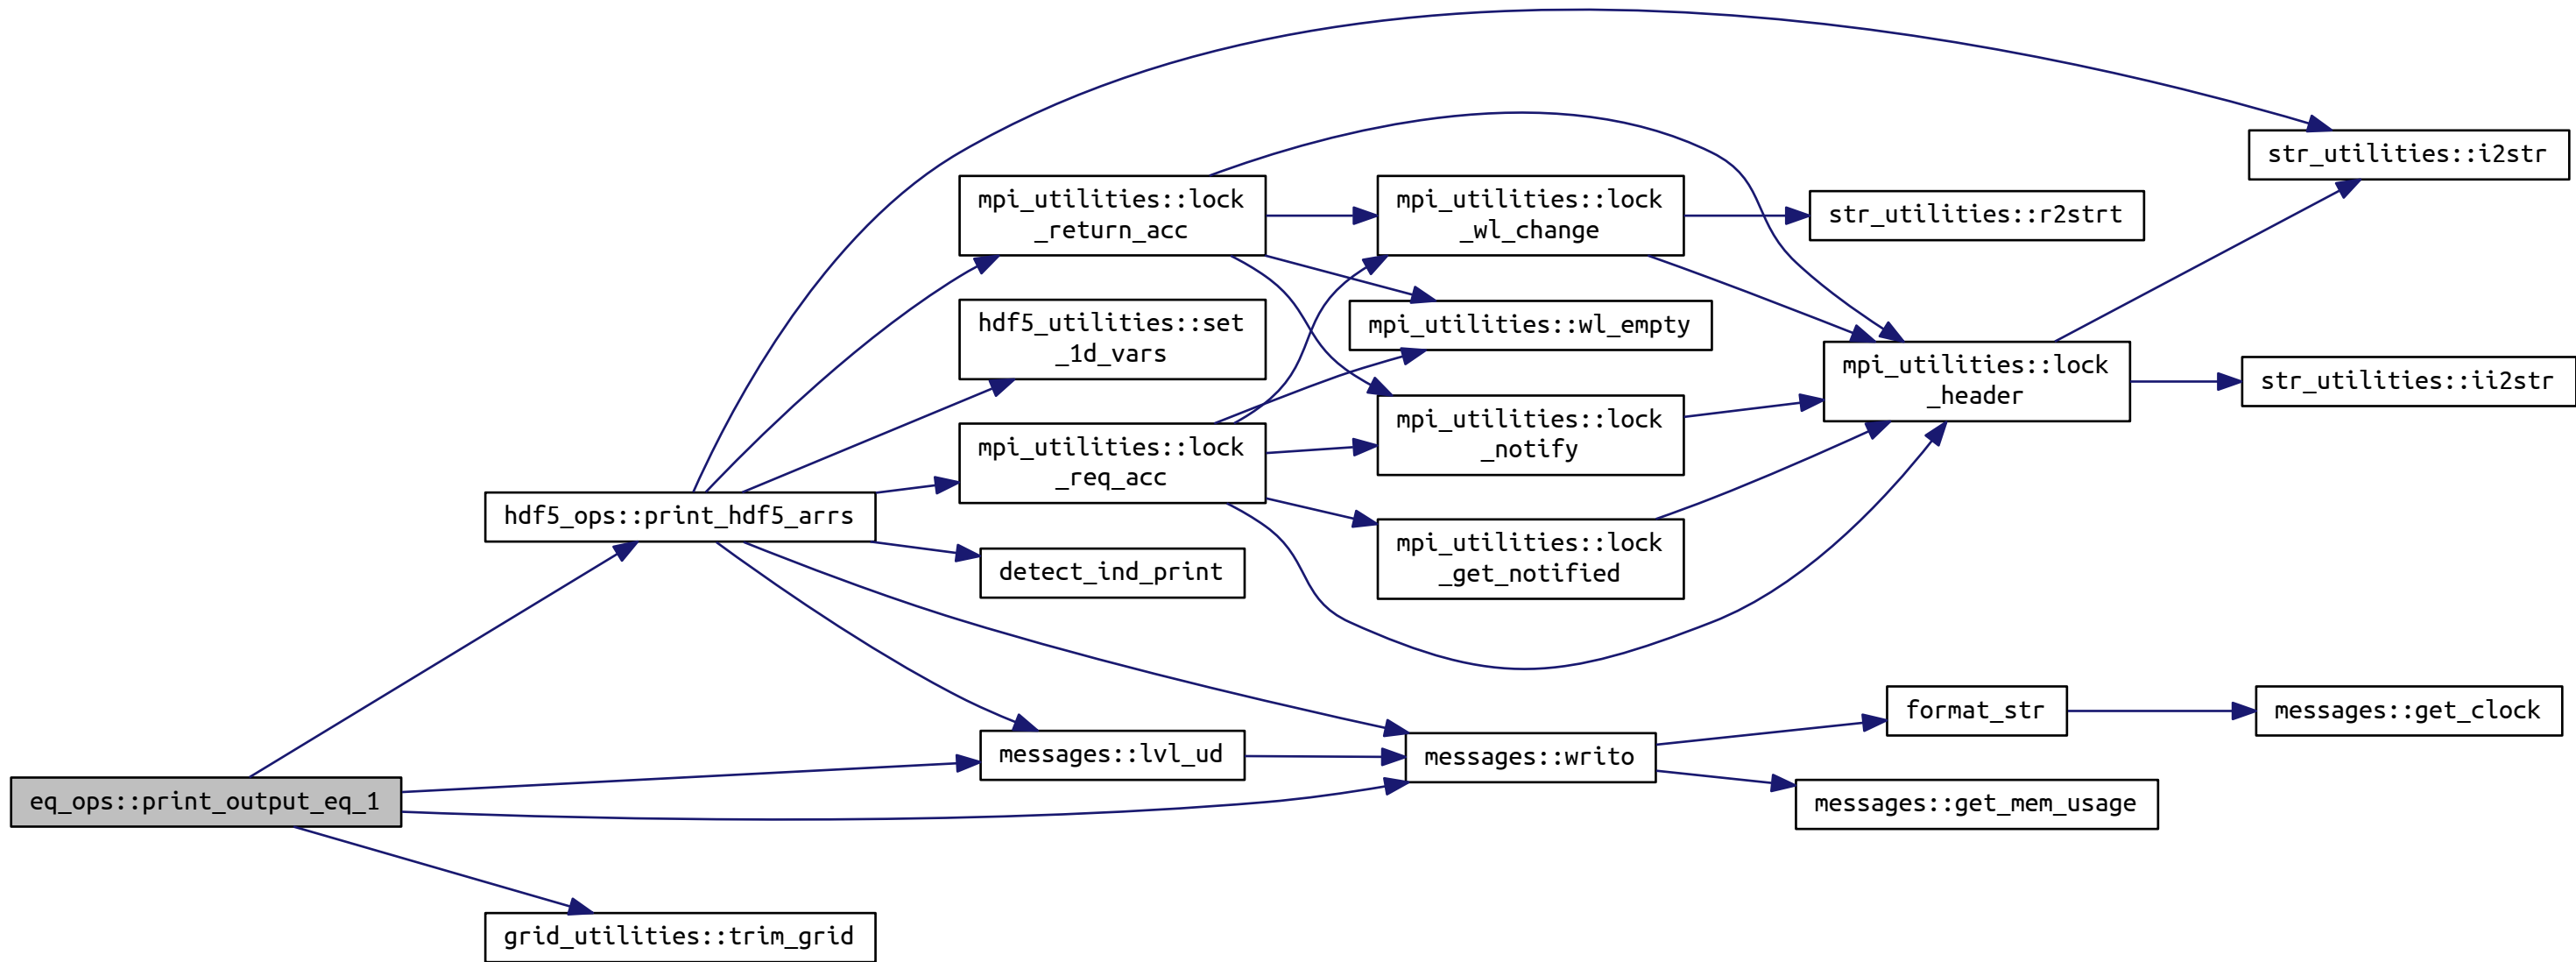 eq_ops::print_output_eq_1
hdf5_ops::print_hdf5_arrs
grid_utilities::trim_grid
mpi_utilities::lock
_return_acc
hdf5_utilities::set
_1d_vars
mpi_utilities::lock
_req_acc
detect_ind_print
messages::lvl_ud
mpi_utilities::lock
_wl_change
mpi_utilities::wl_empty
mpi_utilities::lock
_notify
mpi_utilities::lock
_get_notified
messages::writo
str_utilities::r2strt
mpi_utilities::lock
_header
format_str
messages::get_mem_usage
str_utilities::i2str
str_utilities::ii2str
messages::get_clock